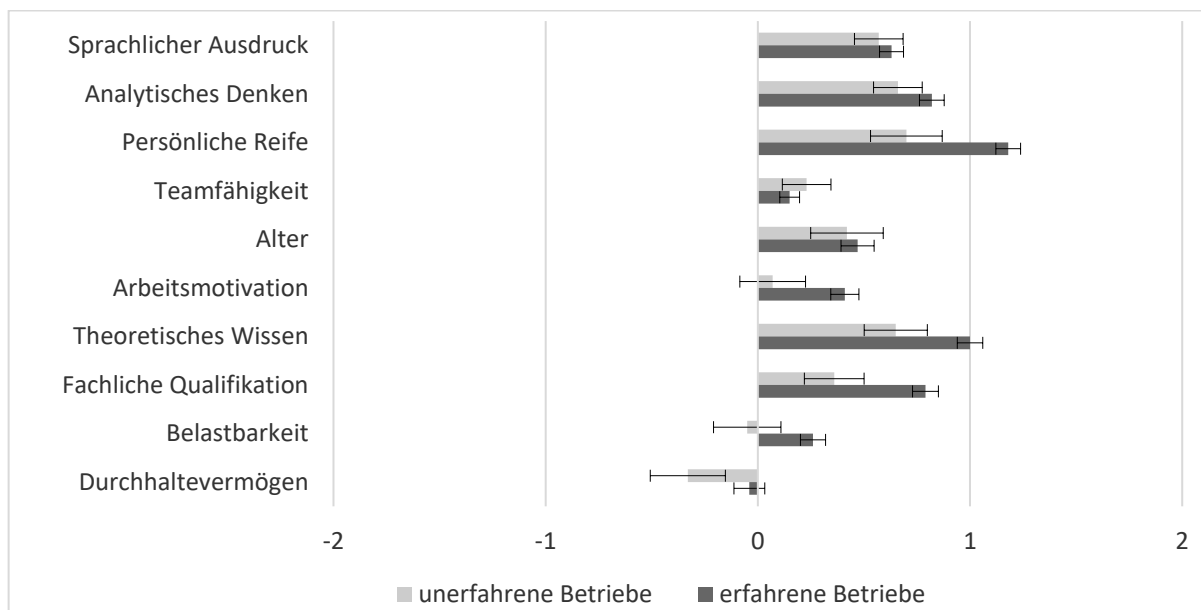 Sprachlicher Ausdruck
Analytisches Denken
Persönliche Reife
Teamfähigkeit
Alter
Arbeitsmotivation
Theoretisches Wissen
Fachliche Qualifikation
Belastbarkeit
Durchhaltevermögen
-2 -1 0 1 2
unerfahrene Betriebe erfahrene Betriebe